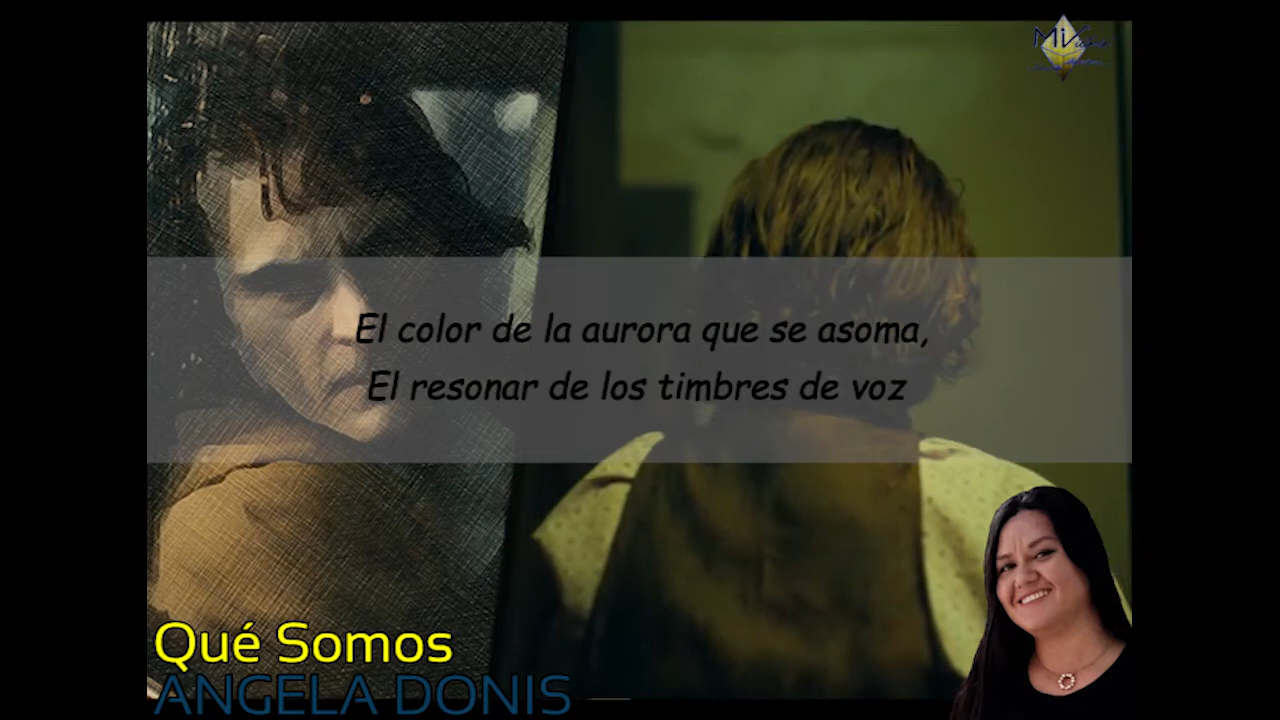 El color de la aurora que se asoma,
El resonar de los timbres de voz
Qué Somos
ANGELA DONIS